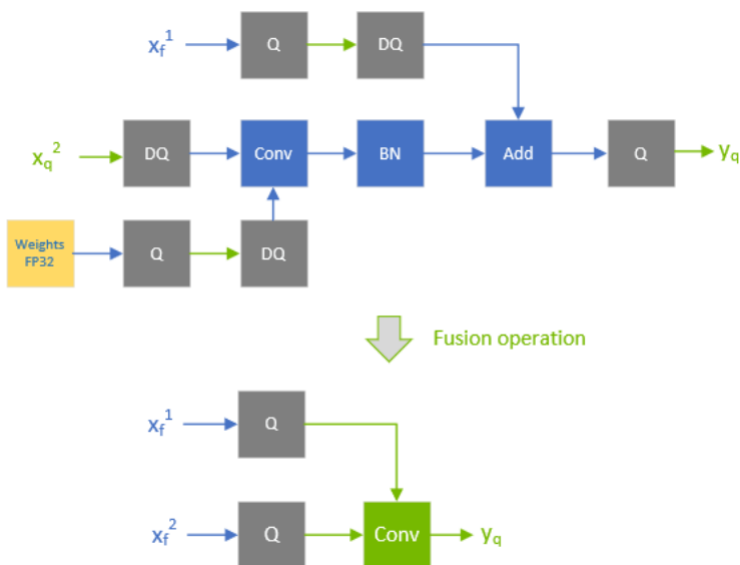 x_f^1 Q DQ
x_q^2 DQ Conv BN Add Q y_q
Weights
FP32
Q DQ
Fusion operation
x_f^1 Q
x_f^2 Q Conv y_q